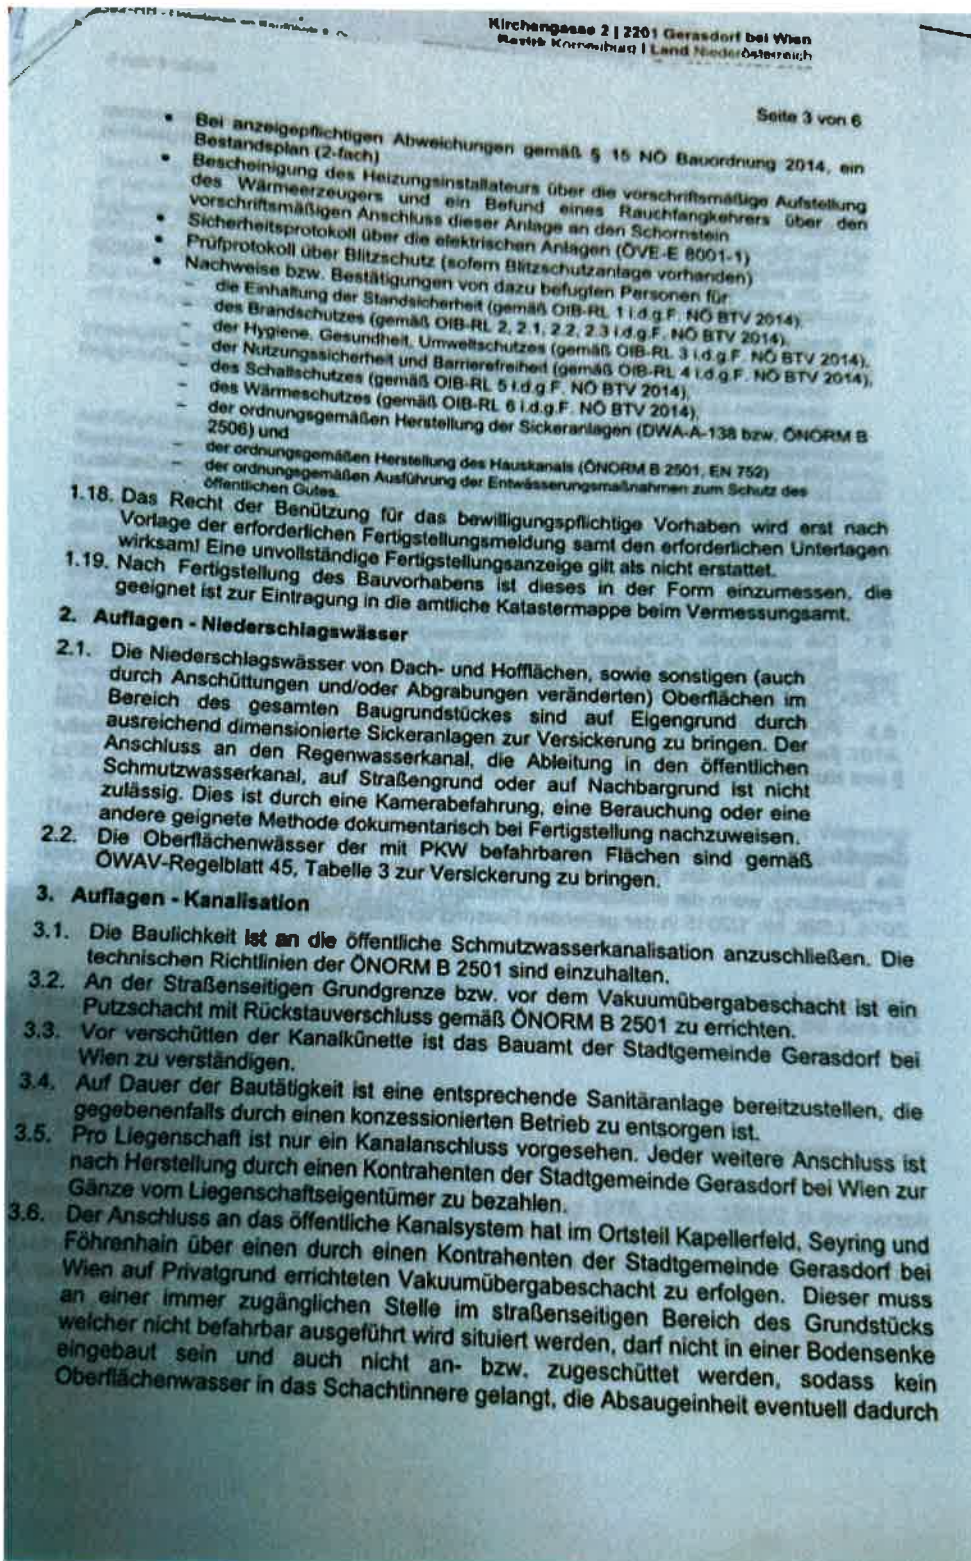 Kirchengasse 2 | 2201 Gerasdorf bei Wien
Bezirk Korneuburg | Land Niederösterreich
Seite 3 von 6
• Bei anzeigepflichtigen Abweichungen gemäß § 15 NÖ Bauordnung 2014, ein
Bestandsplan (2-fach)
• Bescheinigung des Heizungsinstallateurs über die vorschriftsmäßige Aufstellung
des Wärmeerzeugers und ein Befund eines Rauchfangkehrers über den
vorschriftsmäßigen Anschluss dieser Anlage an den Schornstein
• Sicherheitsprotokoll über die elektrischen Anlagen (ÖVE-E 8001-1)
• Prüfprotokoll über Blitzschutz (sofern Blitzschutzanlage vorhanden)
• Nachweise bzw. Bestätigungen von dazu befugten Personen für:
- die Einhaltung der Standsicherheit (gemäß OIB-RL 1 i.d.g.F. NÖ BTV 2014),
- des Brandschutzes (gemäß OIB-RL 2, 2.1, 2.2, 2.3 i.d.g.F. NÖ BTV 2014),
- der Hygiene, Gesundheit, Umweltschutzes (gemäß OIB-RL 3 i.d.g.F. NÖ BTV 2014),
- der Nutzungssicherheit und Barrierefreiheit (gemäß OIB-RL 4 i.d.g.F. NÖ BTV 2014),
- des Schallschutzes (gemäß OIB-RL 5 i.d.g.F. NÖ BTV 2014),
- des Wärmeschutzes (gemäß OIB-RL 6 i.d.g.F. NÖ BTV 2014),
- der ordnungsgemäßen Herstellung der Sickeranlagen (DWA-A-138 bzw. ÖNORM B
2506) und
- der ordnungsgemäßen Herstellung des Hauskanals (ÖNORM B 2501, EN 752)
- der ordnungsgemäßen Ausführung der Entwässerungsmaßnahmen zum Schutz des
öffentlichen Gutes.
1.18. Das Recht der Benützung für das bewilligungspflichtige Vorhaben wird erst nach
Vorlage der erforderlichen Fertigstellungsmeldung samt den erforderlichen Unterlagen
wirksam! Eine unvollständige Fertigstellungsanzeige gilt als nicht erstattet.
1.19. Nach Fertigstellung des Bauvorhabens ist dieses in der Form einzumessen, die
geeignet ist zur Eintragung in die amtliche Katastermappe beim Vermessungsamt.
2. Auflagen - Niederschlagswässer
2.1. Die Niederschlagswässer von Dach- und Hofflächen, sowie sonstigen (auch
durch Anschüttungen und/oder Abgrabungen veränderten) Oberflächen im
Bereich des gesamten Baugrundstückes sind auf Eigengrund durch
ausreichend dimensionierte Sickeranlagen zur Versickerung zu bringen. Der
Anschluss an den Regenwasserkanal, die Ableitung in den öffentlichen
Schmutzwasserkanal, auf Straßengrund oder auf Nachbargrund ist nicht
zulässig. Dies ist durch eine Kamerabefahrung, eine Berauchung oder eine
andere geignete Methode dokumentarisch bei Fertigstellung nachzuweisen.
2.2. Die Oberflächenwässer der mit PKW befahrbaren Flächen sind gemäß
ÖWAV-Regelblatt 45, Tabelle 3 zur Versickerung zu bringen.
3. Auflagen - Kanalisation
3.1. Die Baulichkeit ist an die öffentliche Schmutzwasserkanalisation anzuschließen. Die
technischen Richtlinien der ÖNORM B 2501 sind einzuhalten.
3.2. An der Straßenseitigen Grundgrenze bzw. vor dem Vakuumübergabeschacht ist ein
Putzschacht mit Rückstauverschluss gemäß ÖNORM B 2501 zu errichten.
3.3. Vor verschütten der Kanalkünette ist das Bauamt der Stadtgemeinde Gerasdorf bei
Wien zu verständigen.
3.4. Auf Dauer der Bautätigkeit ist eine entsprechende Sanitäranlage bereitzustellen, die
gegebenenfalls durch einen konzessionierten Betrieb zu entsorgen ist.
3.5. Pro Liegenschaft ist nur ein Kanalanschluss vorgesehen. Jeder weitere Anschluss ist
nach Herstellung durch einen Kontrahenten der Stadtgemeinde Gerasdorf bei Wien zur
Gänze vom Liegenschaftseigentümer zu bezahlen.
3.6. Der Anschluss an das öffentliche Kanalsystem hat im Ortsteil Kapellerfeld, Seyring und
Föhrenhain über einen durch einen Kontrahenten der Stadtgemeinde Gerasdorf bei
Wien auf Privatgrund errichteten Vakuumübergabeschacht zu erfolgen. Dieser muss
an einer immer zugänglichen Stelle im straßenseitigen Bereich des Grundstücks
welcher nicht befahrbar ausgeführt wird situiert werden, darf nicht in einer Bodensenke
eingebaut sein und auch nicht an- bzw. zugeschüttet werden, sodass kein
Oberflächenwasser in das Schachtinnere gelangt, die Absaugeinheit eventuell dadurch